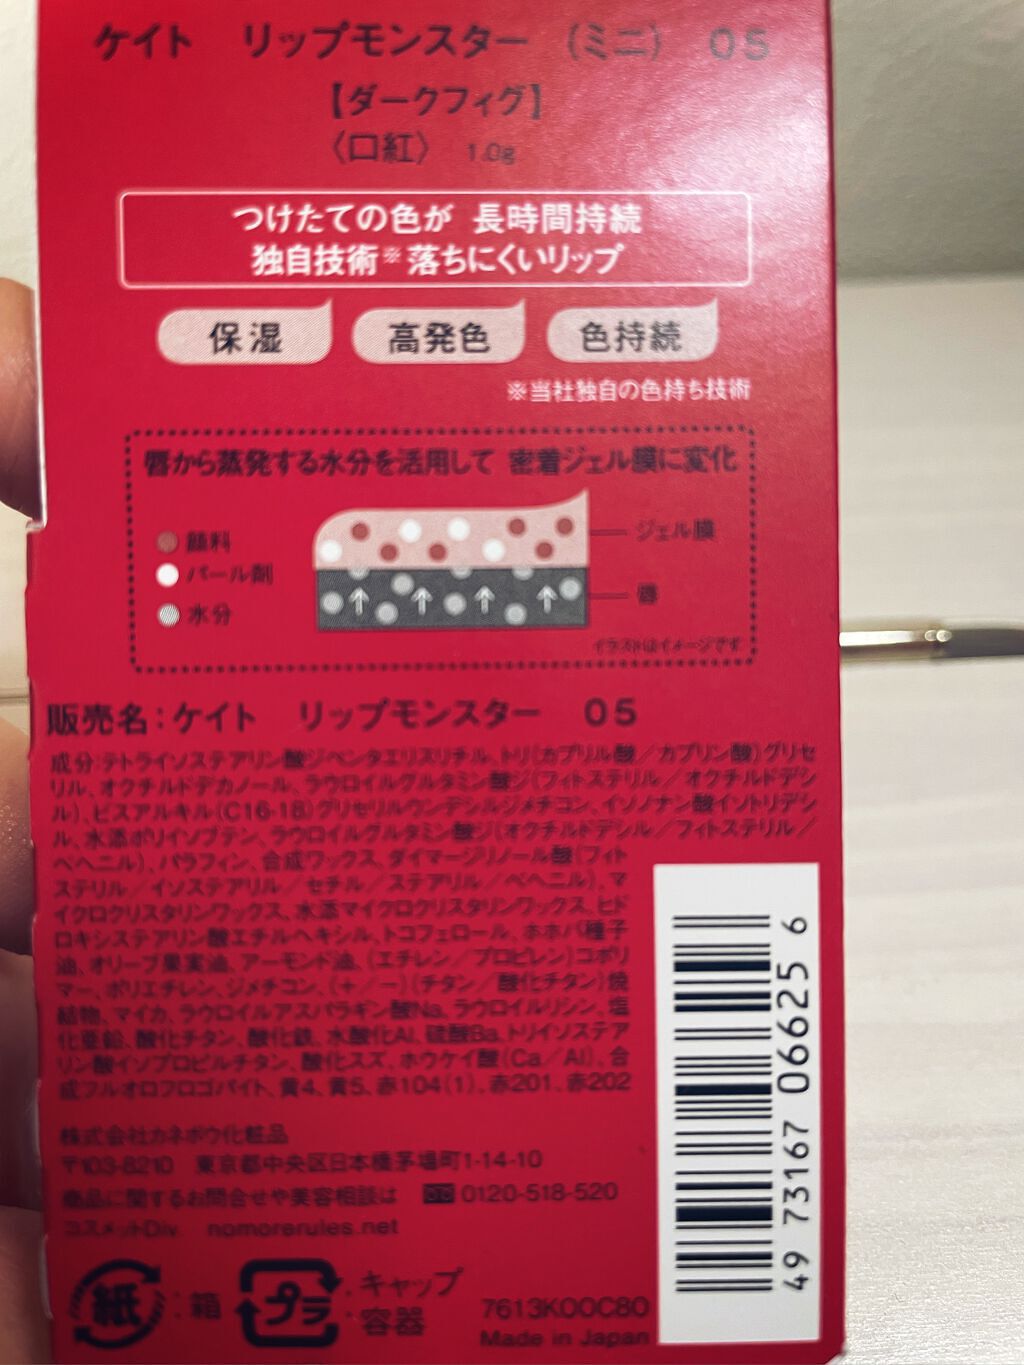 ケイト　リップモンスター　(ミニ)　05
【ダークフィグ】
〈口紅〉 1.0g
つけたての色が 長時間持続
独自技術※落ちにくいリップ
保湿
高発色
色持続
※当社独自の色持ち技術
唇から蒸発する水分を活用して 密着ジェル膜に変化
顔料
パール剤
水分
ジェル膜
唇
イラストはイメージです
販売名:ケイト　リップモンスター　05
成分:テトライソステアリン酸ジペンタエリスリチル、トリ(カプリル酸/カプリン酸)グリセ
リル、オクチルドデカノール、ラウロイルグルタミン酸ジ(フィトステリル/オクチルドデシ
ル)、ビスアルキル(C16-18)グリセリルウンデシルジメチコン、イソノナン酸イソトリデシ
ル、水添ポリイソブテン、ラウロイルグルタミン酸ジ(オクチルドデシル/フィトステリル/
ベヘニル)、パラフィン、合成ワックス、ダイマージリノール酸(フィト
ステリル/イソステアリル/セチル/ステアリル/ベヘニル)、マ
イクロクリスタリンワックス、水添マイクロクリスタリンワックス、ヒド
ロキシステアリン酸エチルヘキシル、トコフェロール、ホホバ種子
油、オリーブ果実油、アーモンド油、(エチレン/プロピレン)コポリ
マー、ポリエチレン、ジメチコン、(+/−)(チタン/酸化チタン)焼
結物、マイカ、ラウロイルアスパラギン酸Na、ラウロイルリシン、塩
化亜鉛、酸化チタン、酸化鉄、水酸化Al、硫酸Ba、トリイソステア
リン酸イソプロピルチタン、酸化スズ、ホウケイ酸(Ca/Al)、合
成フルオロフロゴパイト、黄4、黄5、赤104(1)、赤201、赤202
株式会社カネボウ化粧品
〒103-8210　東京都中央区日本橋茅場町1-14-10
商品に関するお問合せや美容相談は 0120-518-520
コスメットDiv. nomorerules.net
紙:箱 プラ:キャップ
:容器
7613K00C80
Made in Japan
49 73167 06625 6